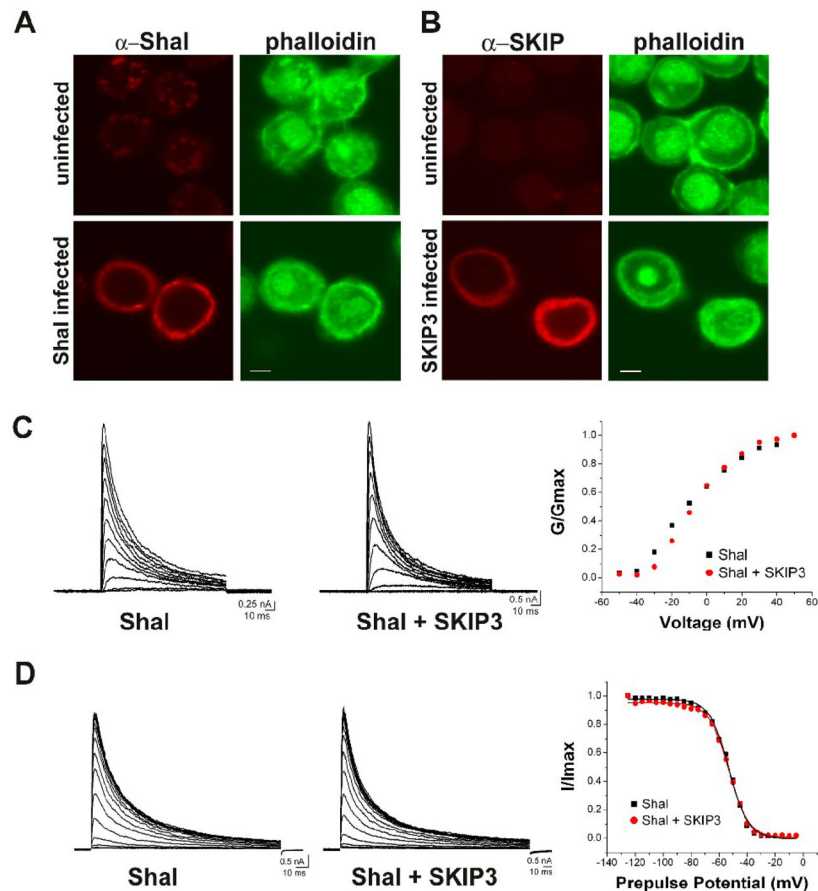 A
α–Shal
phalloidin
uninfected
Shal infected
B
α–SKIP
phalloidin
uninfected
SKIP3 infected
C
0.25 nA
10 ms
Shal
0.5 nA
10 ms
Shal + SKIP3
G/Gmax
1.0
0.8
0.6
0.4
0.2
0.0
Shal
Shal + SKIP3
-60 -40 -20 0 20 40 60
Voltage (mV)
D
0.5 nA
10 ms
Shal
0.5 nA
10 ms
Shal + SKIP3
I/Imax
1.0
0.8
0.6
0.4
0.2
0.0
Shal
Shal + SKIP3
-140 -120 -100 -80 -60 -40 -20 0
Prepulse Potential (mV)